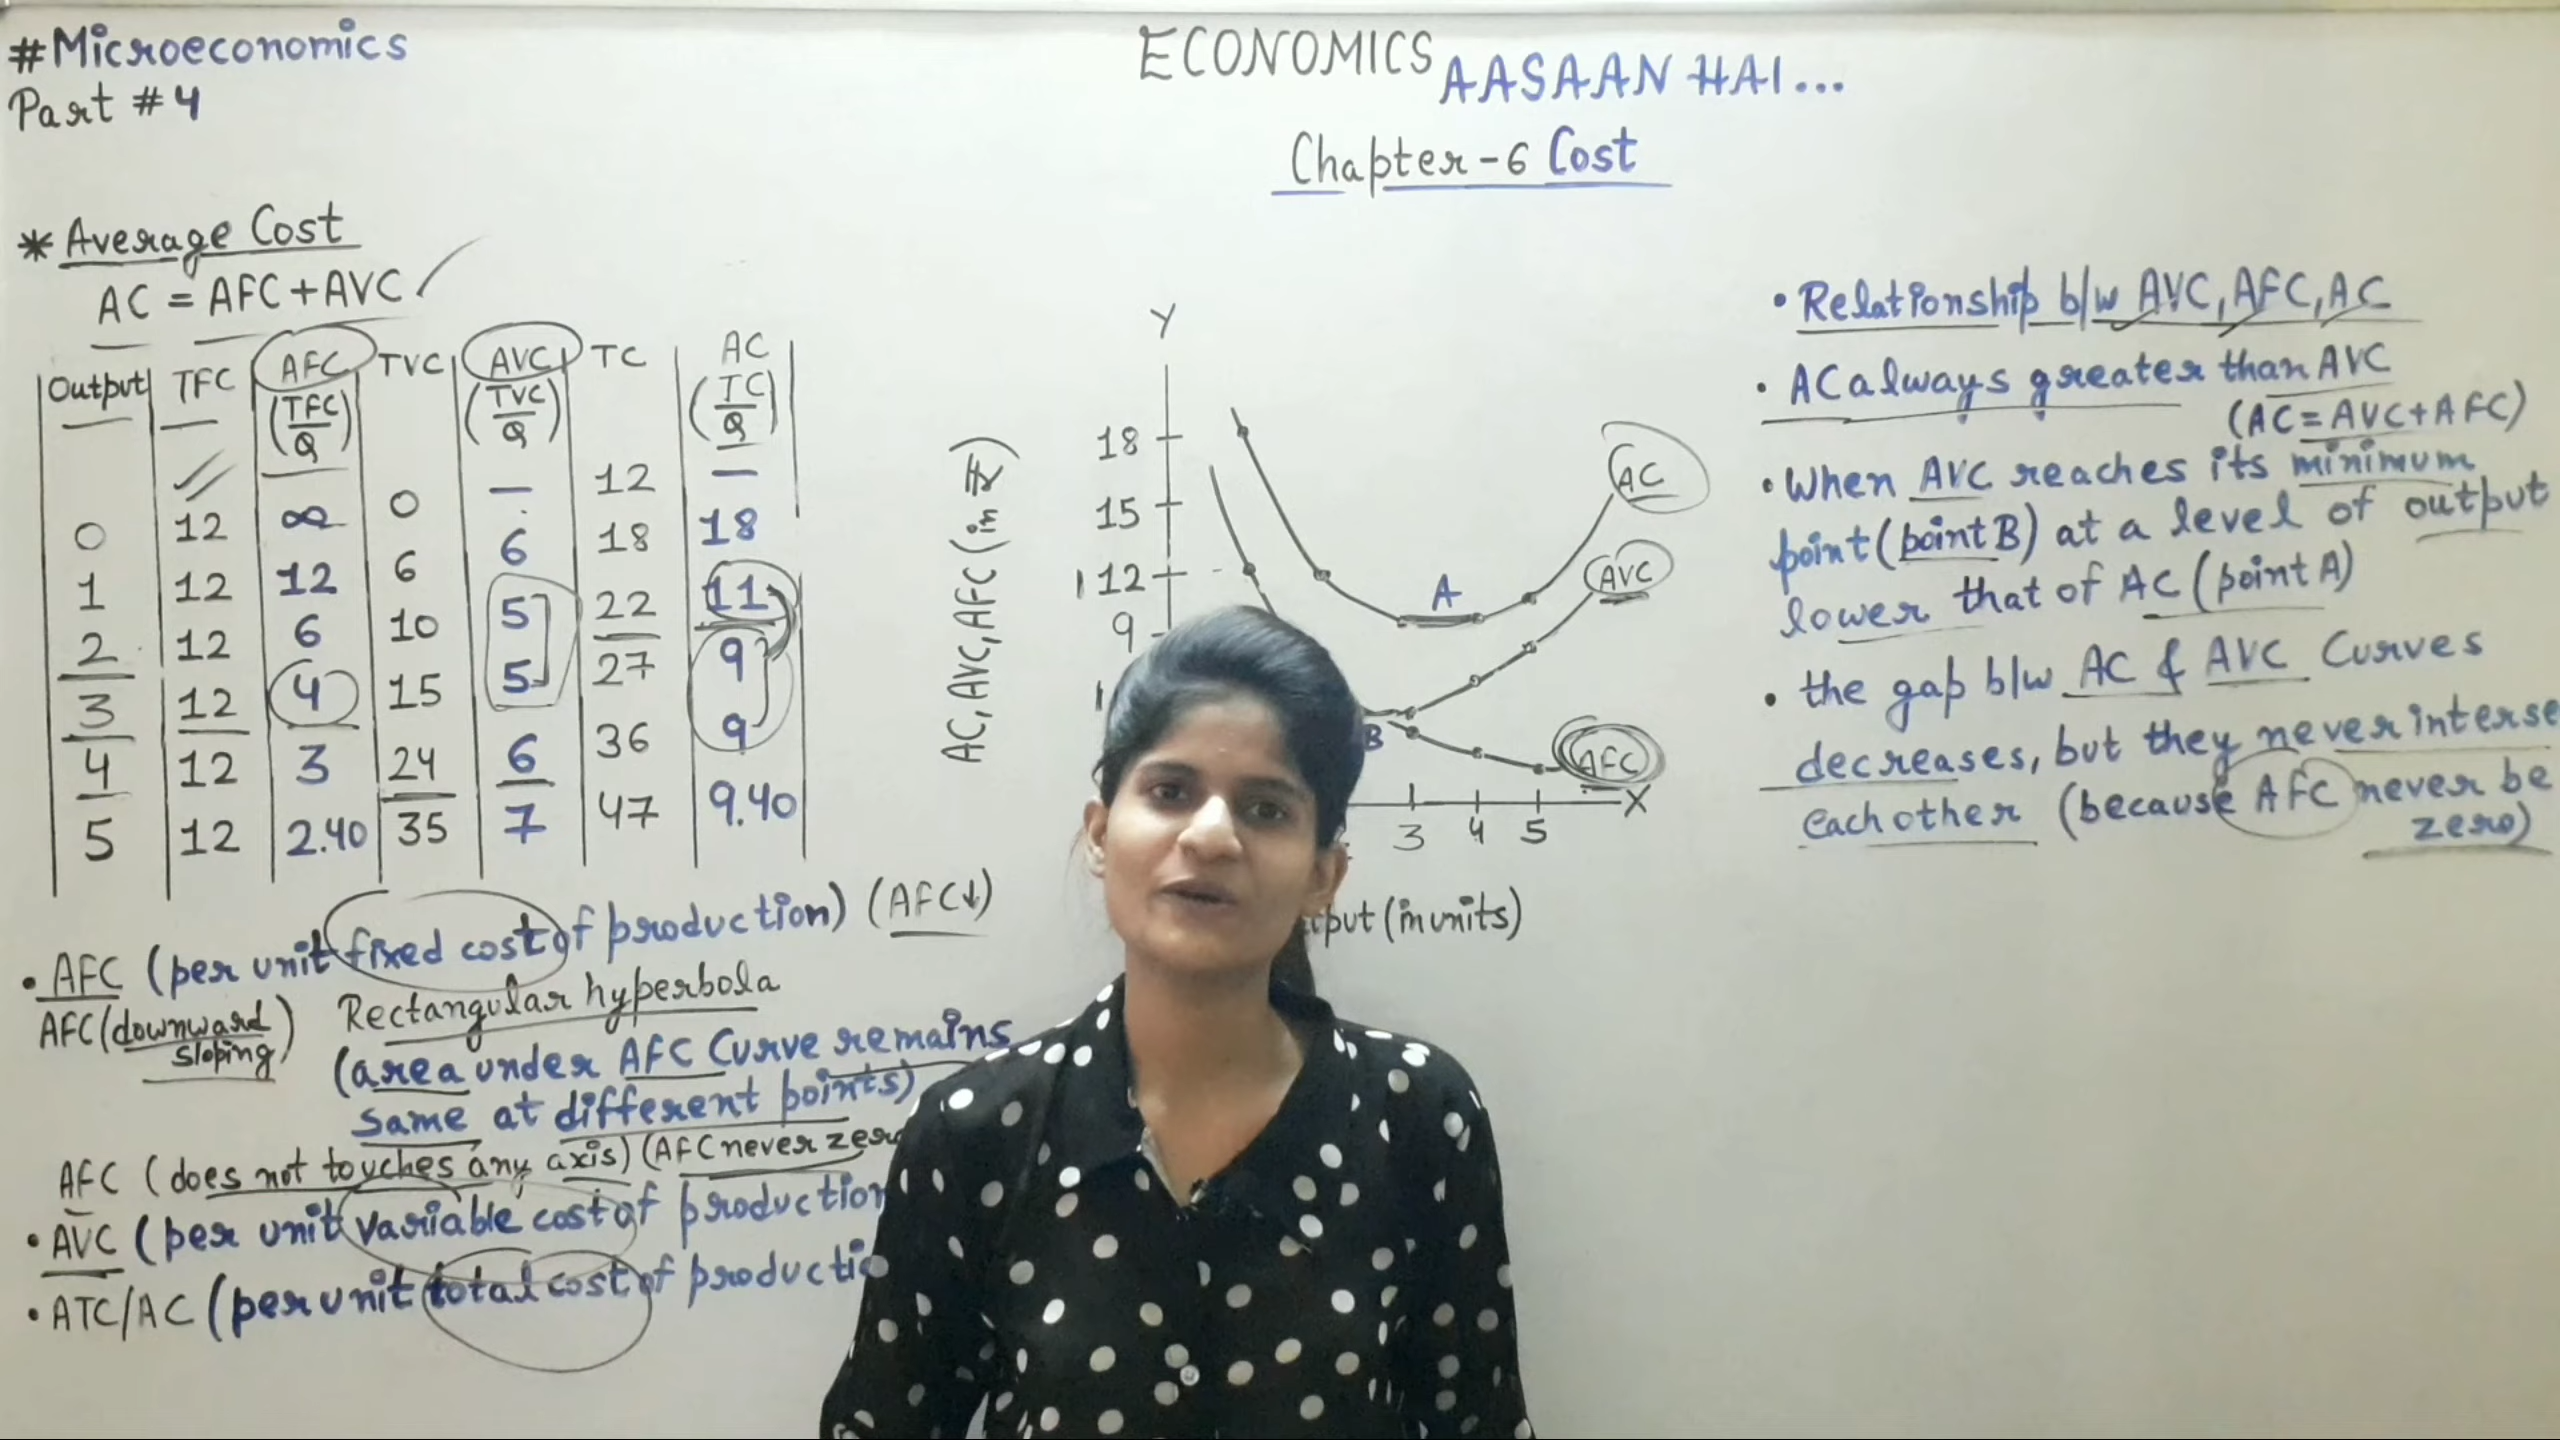 #Microeconomics
Part #4
ECONOMICS AASAAN HAI...
Chapter-6 Cost
* Average Cost
AC = AFC+AVC
Output TFC AFC TVC AVC TC AC
(TFC/Q) (TVC/Q) (TC/Q)
0 12 ∞ 0 — 12 —
1 12 12 6 6 18 18
2 12 6 10 5 22 11
3 12 4 15 5 27 9
4 12 3 24 6 36 9
5 12 2.40 35 7 47 9.40
• AFC (per unit fixed cost of production) (AFC↓)
AFC (downward sloping)
Rectangular hyperbola
(area under AFC Curve remains
same at different points)
AFC (does not touches any axis) (AFC never zero
• AVC (per unit variable cost of production
• ATC/AC (per unit total cost of productio
Y
AC, AVC, AFC (in ₹)
18
15
12
9
A
B
AC
AVC
AFC
3 4 5 X
tput (in units)
• Relationship b/w AVC, AFC, AC
• AC always greater than AVC
(AC=AVC+AFC)
• When AVC reaches its minimum
point (point B) at a level of output
lower that of AC (point A)
• the gap b/w AC & AVC Curves
decreases, but they never interse
each other (because AFC never be
zero)